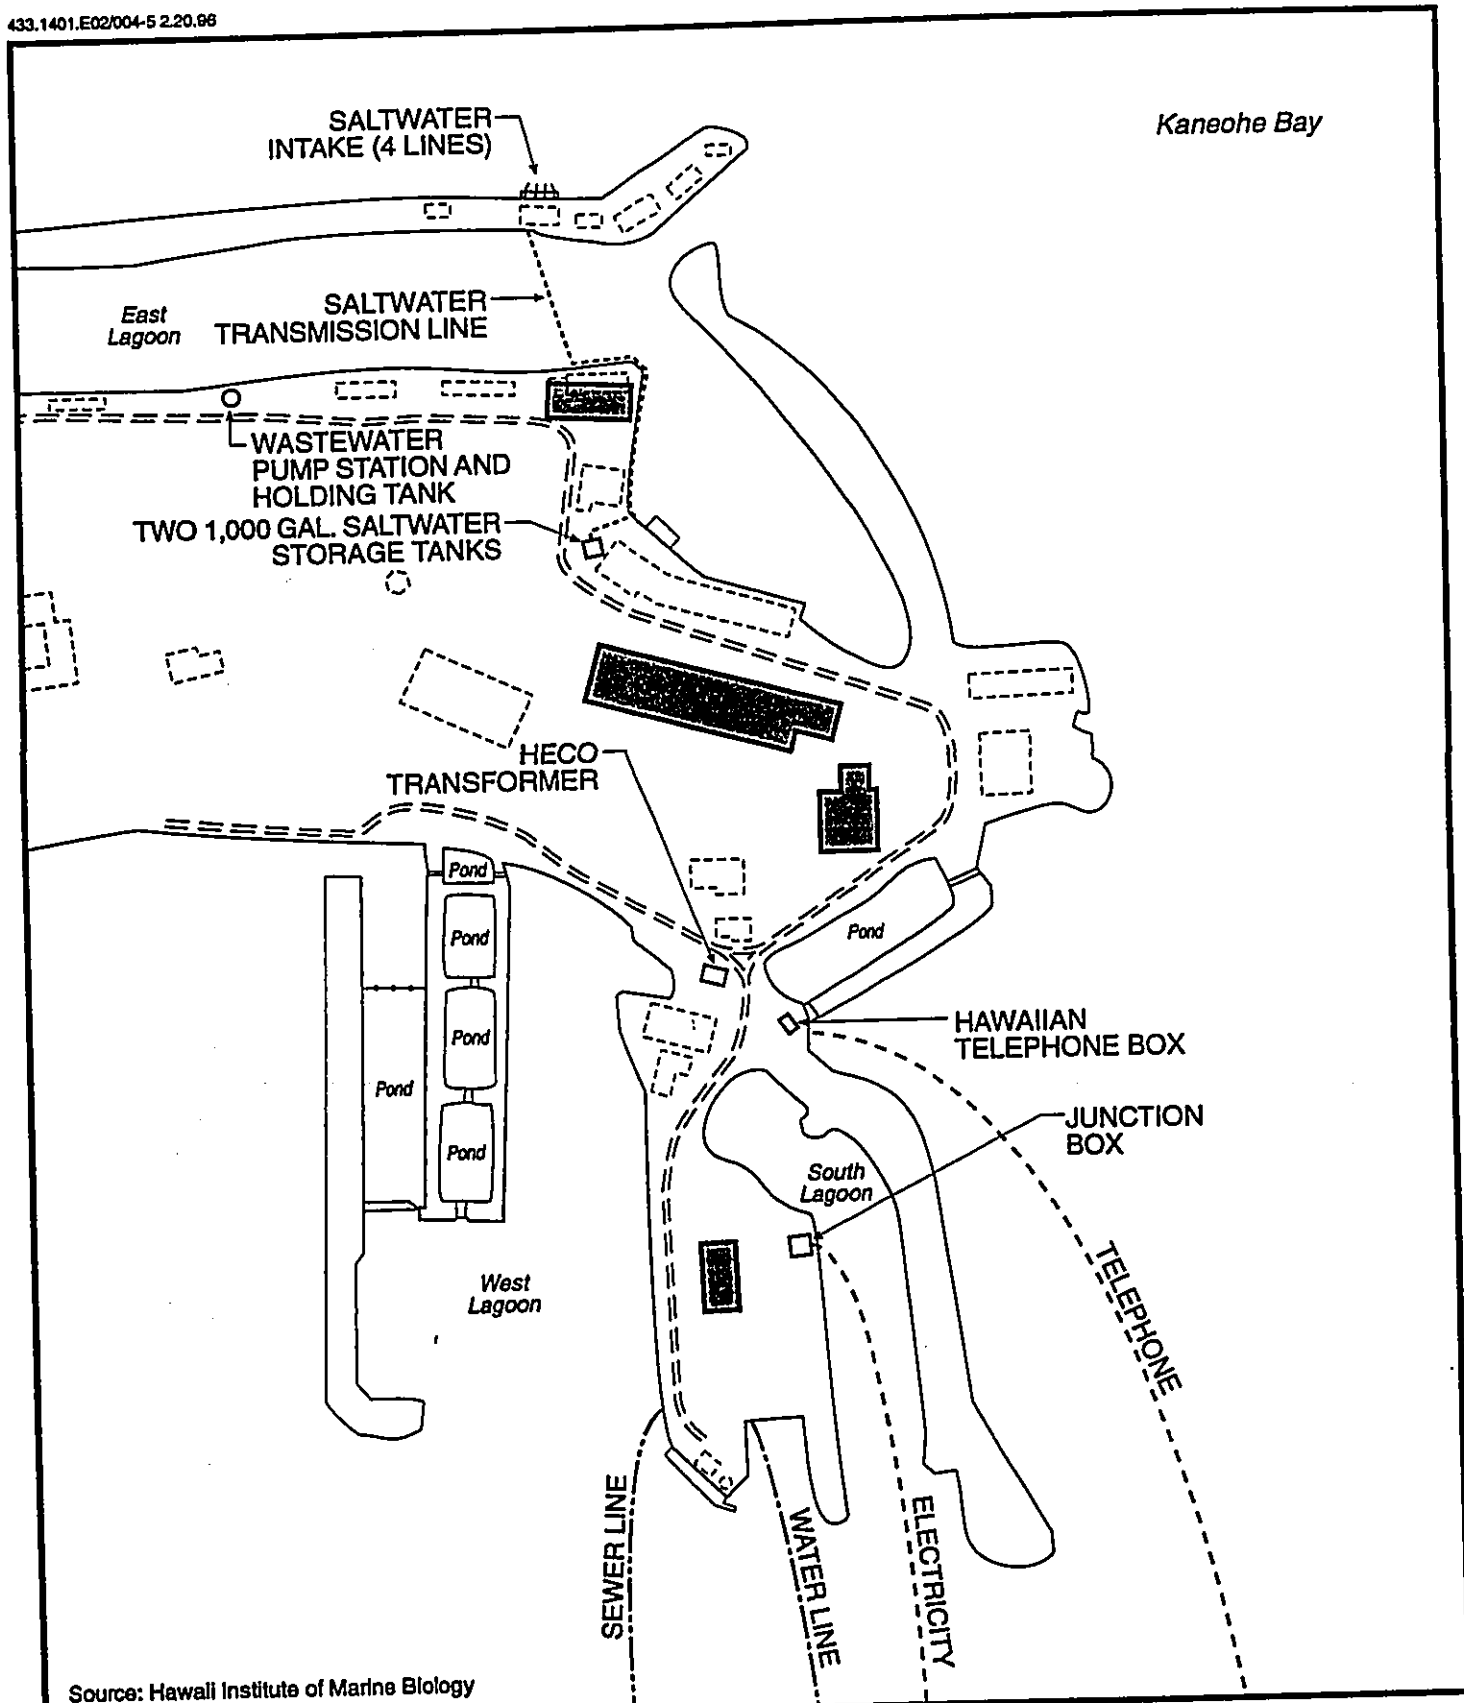 433.1401.E02/004-5 2.20.96
SALTWATER
INTAKE (4 LINES)
Kaneohe Bay
East
Lagoon
SALTWATER
TRANSMISSION LINE
WASTEWATER
PUMP STATION AND
HOLDING TANK
TWO 1,000 GAL. SALTWATER
STORAGE TANKS
HECO
TRANSFORMER
Pond
Pond
Pond
Pond
Pond
Pond
HAWAIIAN
TELEPHONE BOX
JUNCTION
BOX
South
Lagoon
West
Lagoon
TELEPHONE
SEWER LINE
WATER LINE
ELECTRICITY
Source: Hawaii Institute of Marine Biology